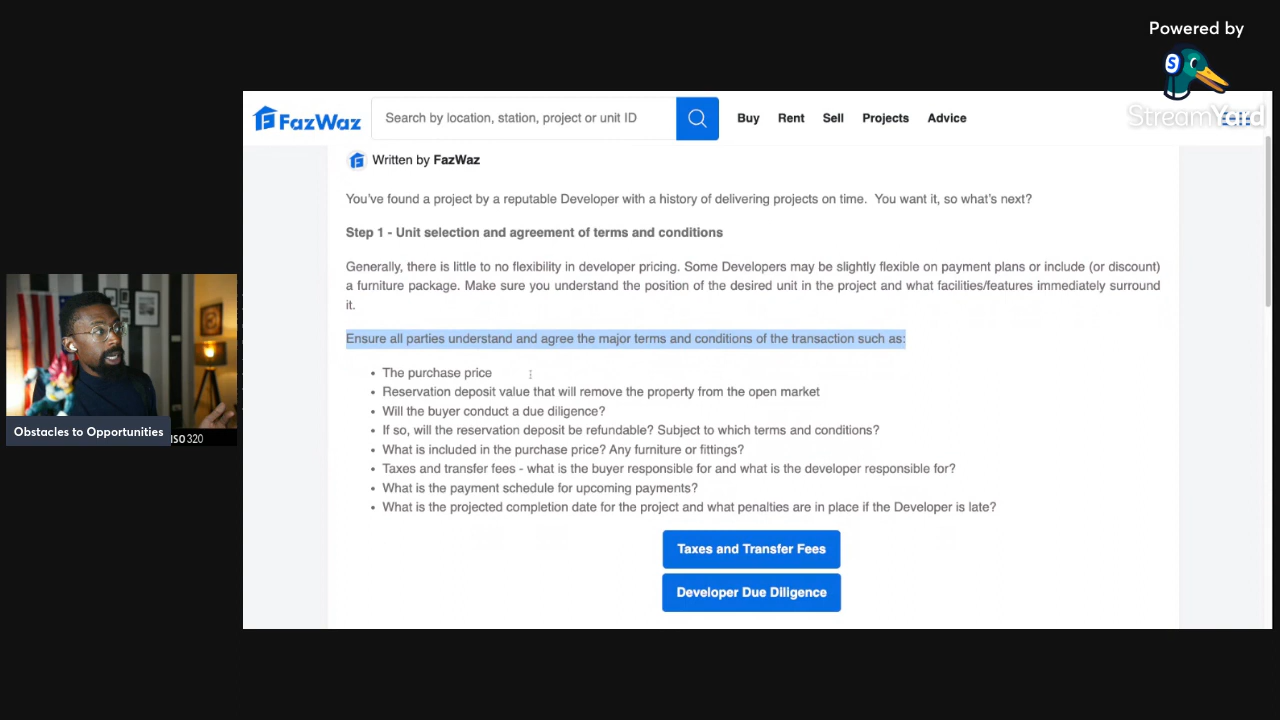 Powered by
S
StreamYard
FazWaz
Search by location, station, project or unit ID
Buy Rent Sell Projects Advice
Written by FazWaz
You've found a project by a reputable Developer with a history of delivering projects on time. You want it, so what's next?
Step 1 - Unit selection and agreement of terms and conditions
Generally, there is little to no flexibility in developer pricing. Some Developers may be slightly flexible on payment plans or include (or discount)
a furniture package. Make sure you understand the position of the desired unit in the project and what facilities/features immediately surround
it.
Ensure all parties understand and agree the major terms and conditions of the transaction such as:
• The purchase price
• Reservation deposit value that will remove the property from the open market
• Will the buyer conduct a due diligence?
• If so, will the reservation deposit be refundable? Subject to which terms and conditions?
• What is included in the purchase price? Any furniture or fittings?
• Taxes and transfer fees - what is the buyer responsible for and what is the developer responsible for?
• What is the payment schedule for upcoming payments?
• What is the projected completion date for the project and what penalties are in place if the Developer is late?
Taxes and Transfer Fees
Developer Due Diligence
Obstacles to Opportunities
ISO 320